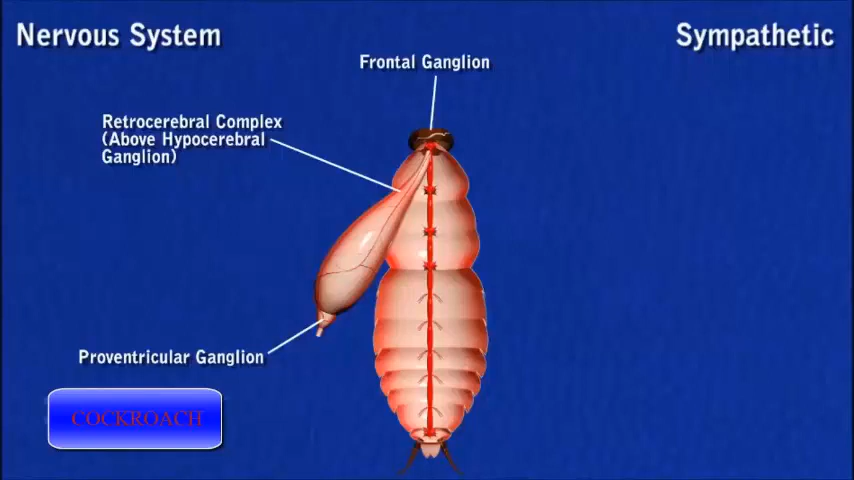 Nervous System
Sympathetic
Frontal Ganglion
Retrocerebral Complex
(Above Hypocerebral
Ganglion)
Proventricular Ganglion
COCKROACH